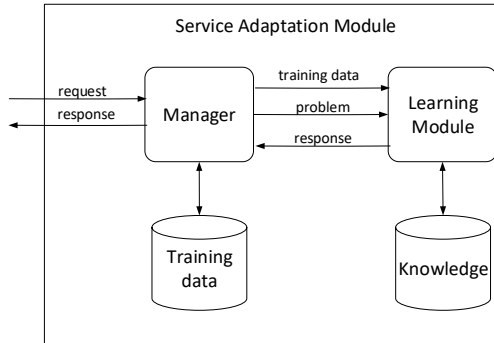 Service Adaptation Module
request
response
Manager
training data
problem
response
Learning
Module
Training
data
Knowledge